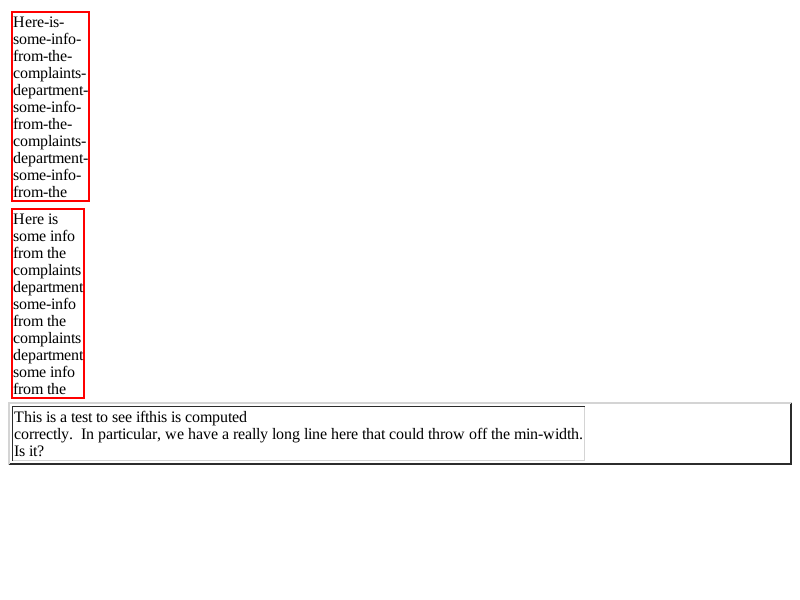 Here-is-
some-info-
from-the-
complaints-
department-
some-info-
from-the-
complaints-
department-
some-info-
from-the
Here is
some info
from the
complaints
department
some-info
from the
complaints
department
some info
from the
This is a test to see ifthis is computed
correctly.  In particular, we have a really long line here that could throw off the min-width.
Is it?